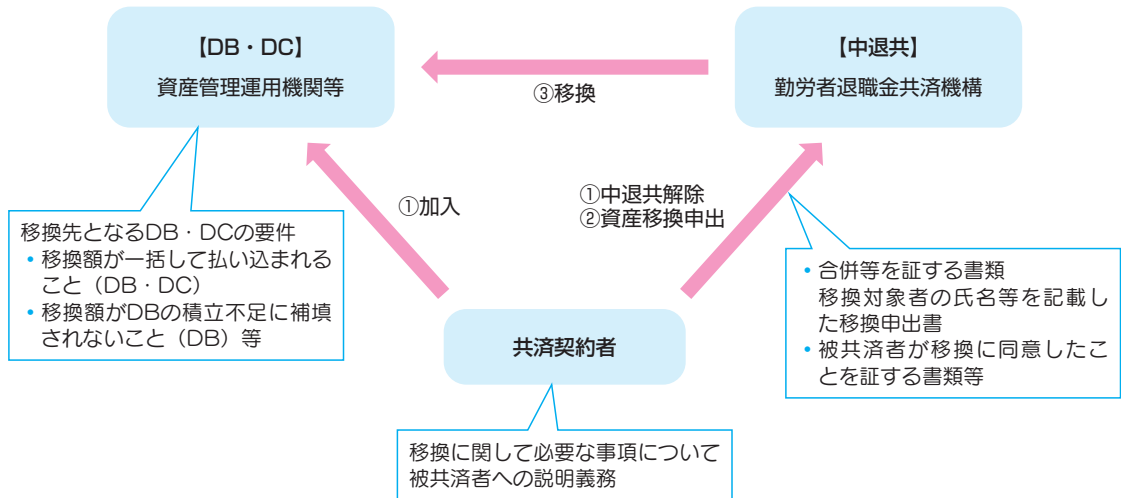 【DB・DC】
資産管理運用機関等
【中退共】
勤労者退職金共済機構
③移換
①加入
①中退共解除
②資産移換申出
移換先となるDB・DCの要件
・移換額が一括して払い込まれる
こと（DB・DC）
・移換額がDBの積立不足に補填
されないこと（DB）等
・合併等を証する書類
移換対象者の氏名等を記載し
た移換申出書
・被共済者が移換に同意したこ
とを証する書類等
共済契約者
移換に関して必要な事項について
被共済者への説明義務